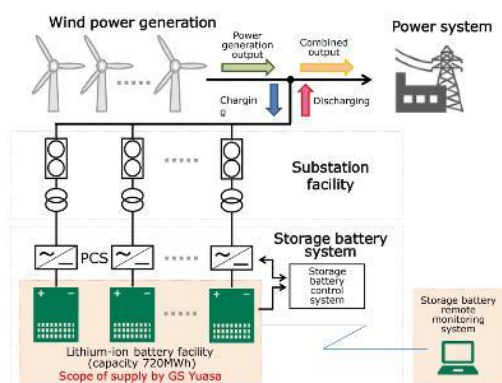 Wind power generation
Power
generation
output
Combined
output
Power system
Chargin
g
Discharging
Substation
facility
PCS
Storage battery
system
Storage
battery
control
system
Lithium-ion battery facility
(capacity 720MWh)
Scope of supply by GS Yuasa
Storage battery
remote
monitoring
system